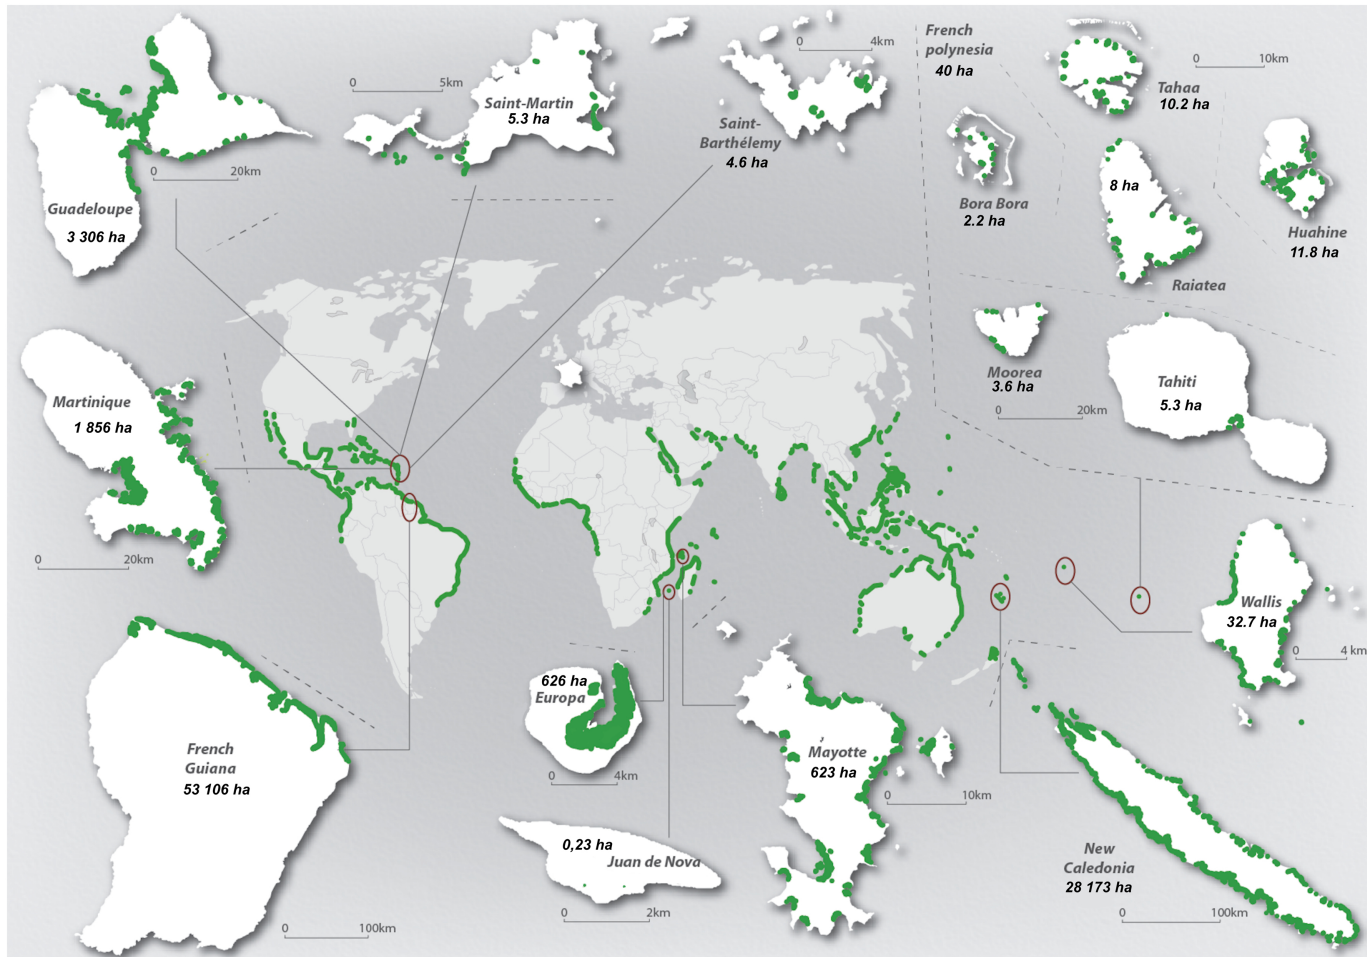 0
5km
Saint-Martin
5.3 ha
0
4km
Saint-
Barthélemy
4.6 ha
French
polynesia
40 ha
Tahaa
10.2 ha
0
10km
Bora Bora
2.2 ha
8 ha
Raiatea
Huahine
11.8 ha
0
20km
Guadeloupe
3 306 ha
Moorea
3.6 ha
0
20km
Tahiti
5.3 ha
Martinique
1 856 ha
0
20km
Wallis
32.7 ha
0
4 km
French
Guiana
53 106 ha
0
100km
626 ha
Europa
0
4km
0,23 ha
Juan de Nova
0
2km
Mayotte
623 ha
0
10km
New
Caledonia
28 173 ha
0
100km